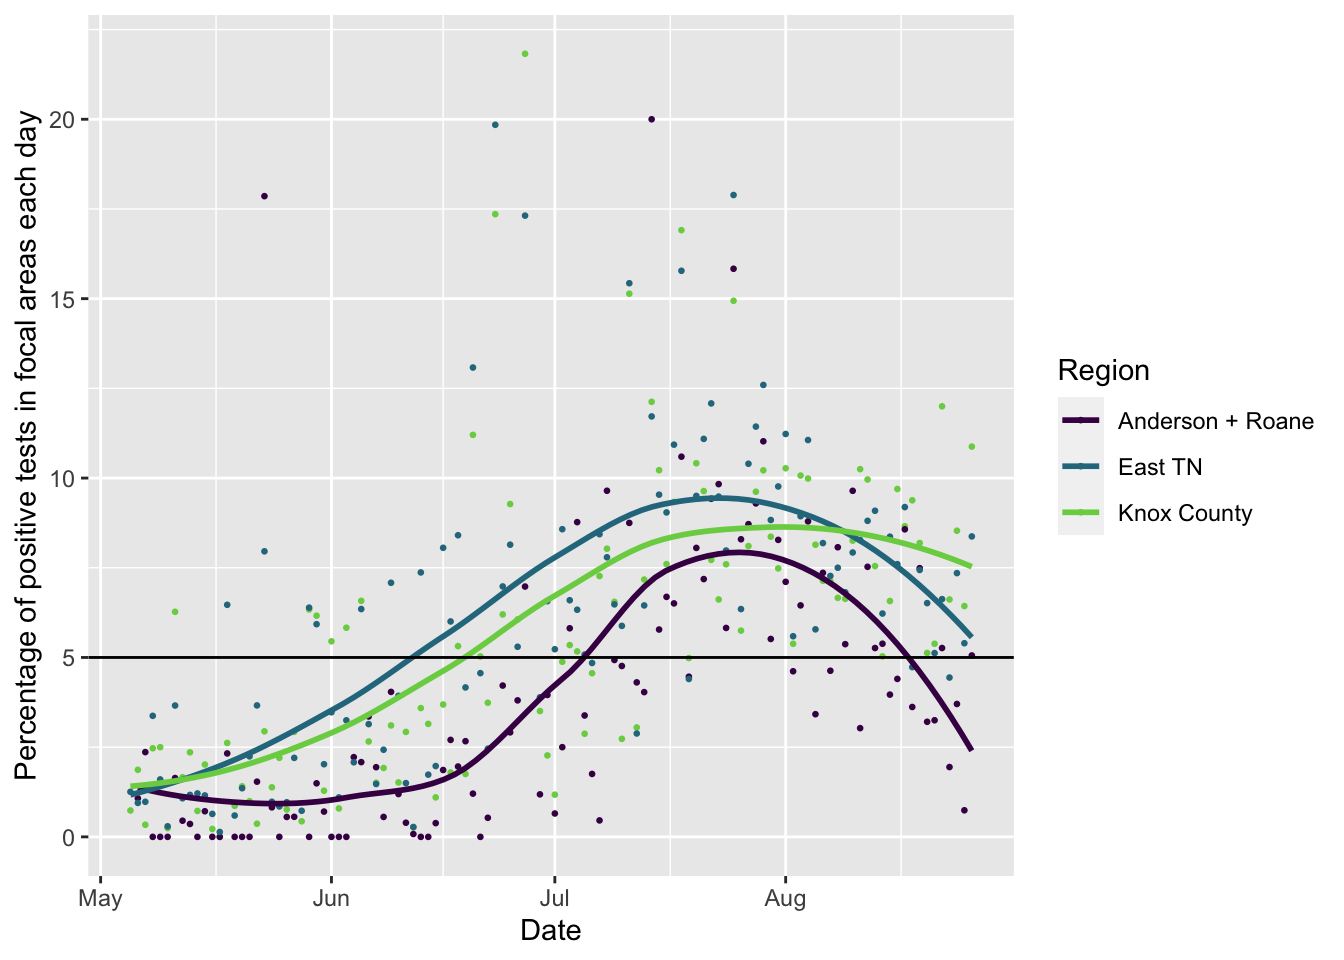 Percentage of positive tests in focal areas each day
20
15
10
5
0
May
Jun
Jul
Aug
Date
Region
Anderson + Roane
East TN
Knox County